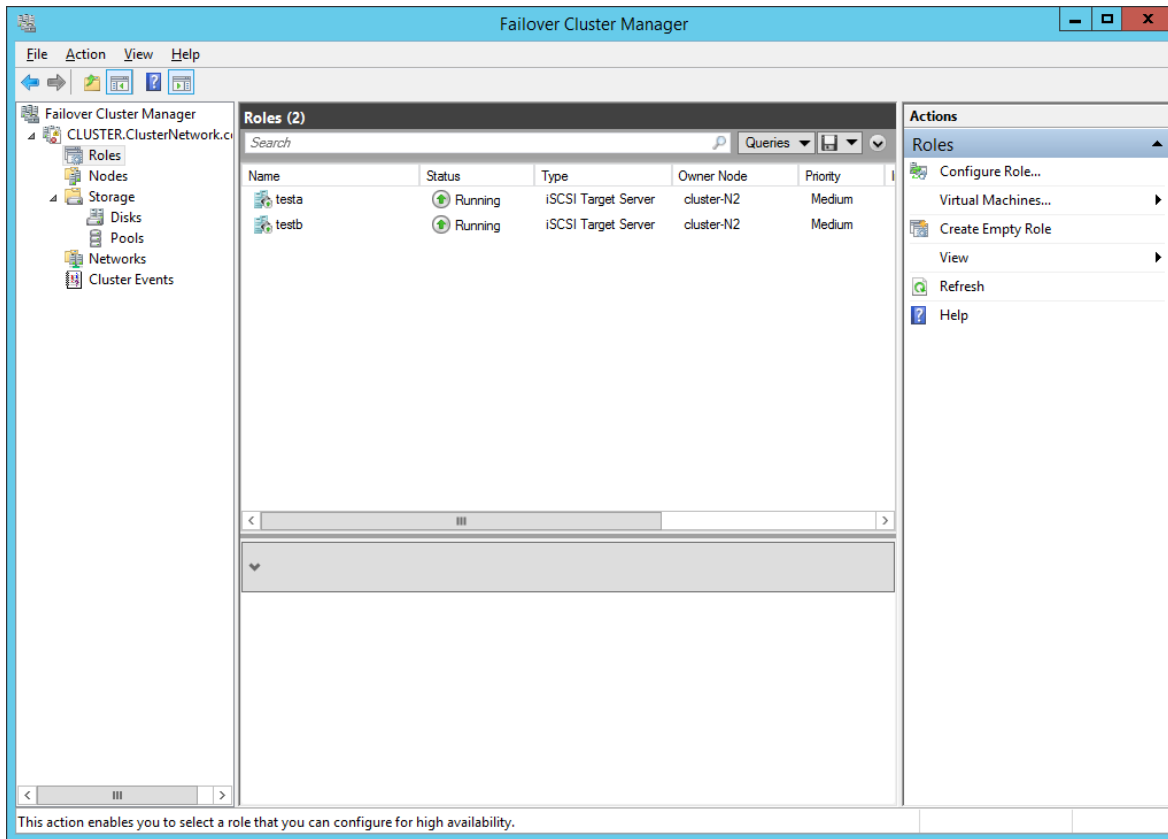 Failover Cluster Manager
File Action View Help
Failover Cluster Manager
CLUSTER.ClusterNetwork.c
Roles
Nodes
Storage
Disks
Pools
Networks
Cluster Events
Roles (2)
Search
Queries
Name Status Type Owner Node Priority
testa Running iSCSI Target Server cluster-N2 Medium
testb Running iSCSI Target Server cluster-N2 Medium
Actions
Roles
Configure Role...
Virtual Machines...
Create Empty Role
View
Refresh
Help
This action enables you to select a role that you can configure for high availability.